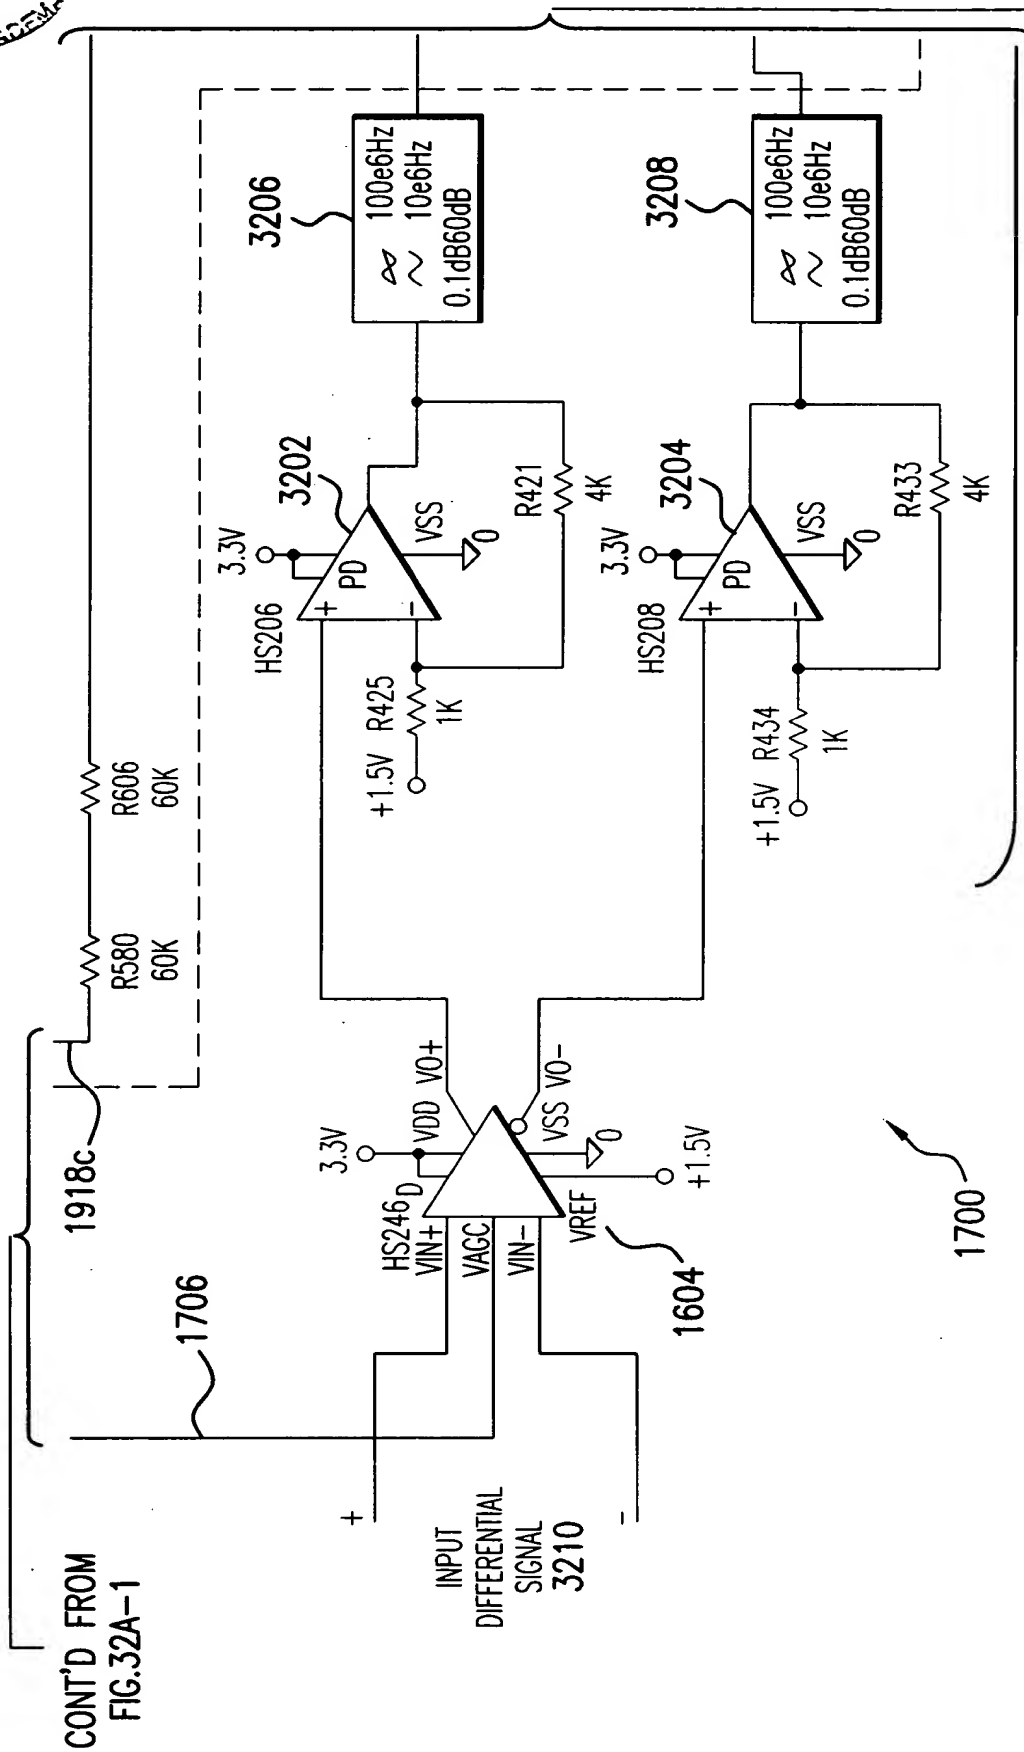 CONT'D FROM
FIG.32A-1
1918c
R580
60K
R606
60K
1706
INPUT
DIFFERENTIAL
SIGNAL
3210
+
-
HS246
D
VIN+
VAGC
VIN-
VREF
3.3V
VDD
VO+
VO-
VSS
0
+1.5V
1604
HS206
3.3V
3202
PD
+
-
VSS
0
+1.5V
R425
1K
R421
4K
3206
100e6Hz
10e6Hz
0.1dB60dB
HS208
3.3V
3204
PD
+
-
VSS
0
+1.5V
R434
1K
R433
4K
3208
100e6Hz
10e6Hz
0.1dB60dB
1700